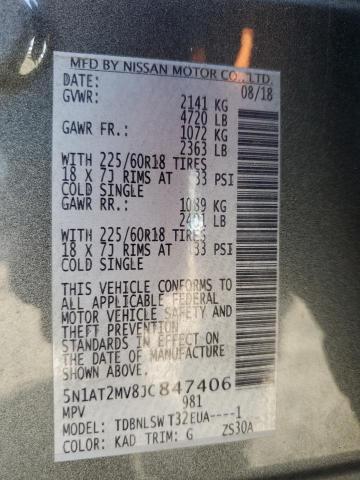 MFD BY NISSAN MOTOR CO., LTD.
DATE: 08/18
GVWR: 2141 KG
4720 LB
GAWR FR.: 1072 KG
2363 LB
WITH 225/60R18 TIRES
18 X 7J RIMS AT 33 PSI
COLD SINGLE
GAWR RR.: 1089 KG
2401 LB
WITH 225/60R18 TIRES
18 X 7J RIMS AT 33 PSI
COLD SINGLE
THIS VEHICLE CONFORMS TO
ALL APPLICABLE FEDERAL
MOTOR VEHICLE SAFETY AND
THEFT PREVENTION
STANDARDS IN EFFECT ON
THE DATE OF MANUFACTURE
SHOWN ABOVE
5N1AT2MV8JC847406
MPV 981
MODEL: TDBNLSW T32EUA----1
COLOR: KAD TRIM: G ZS30A